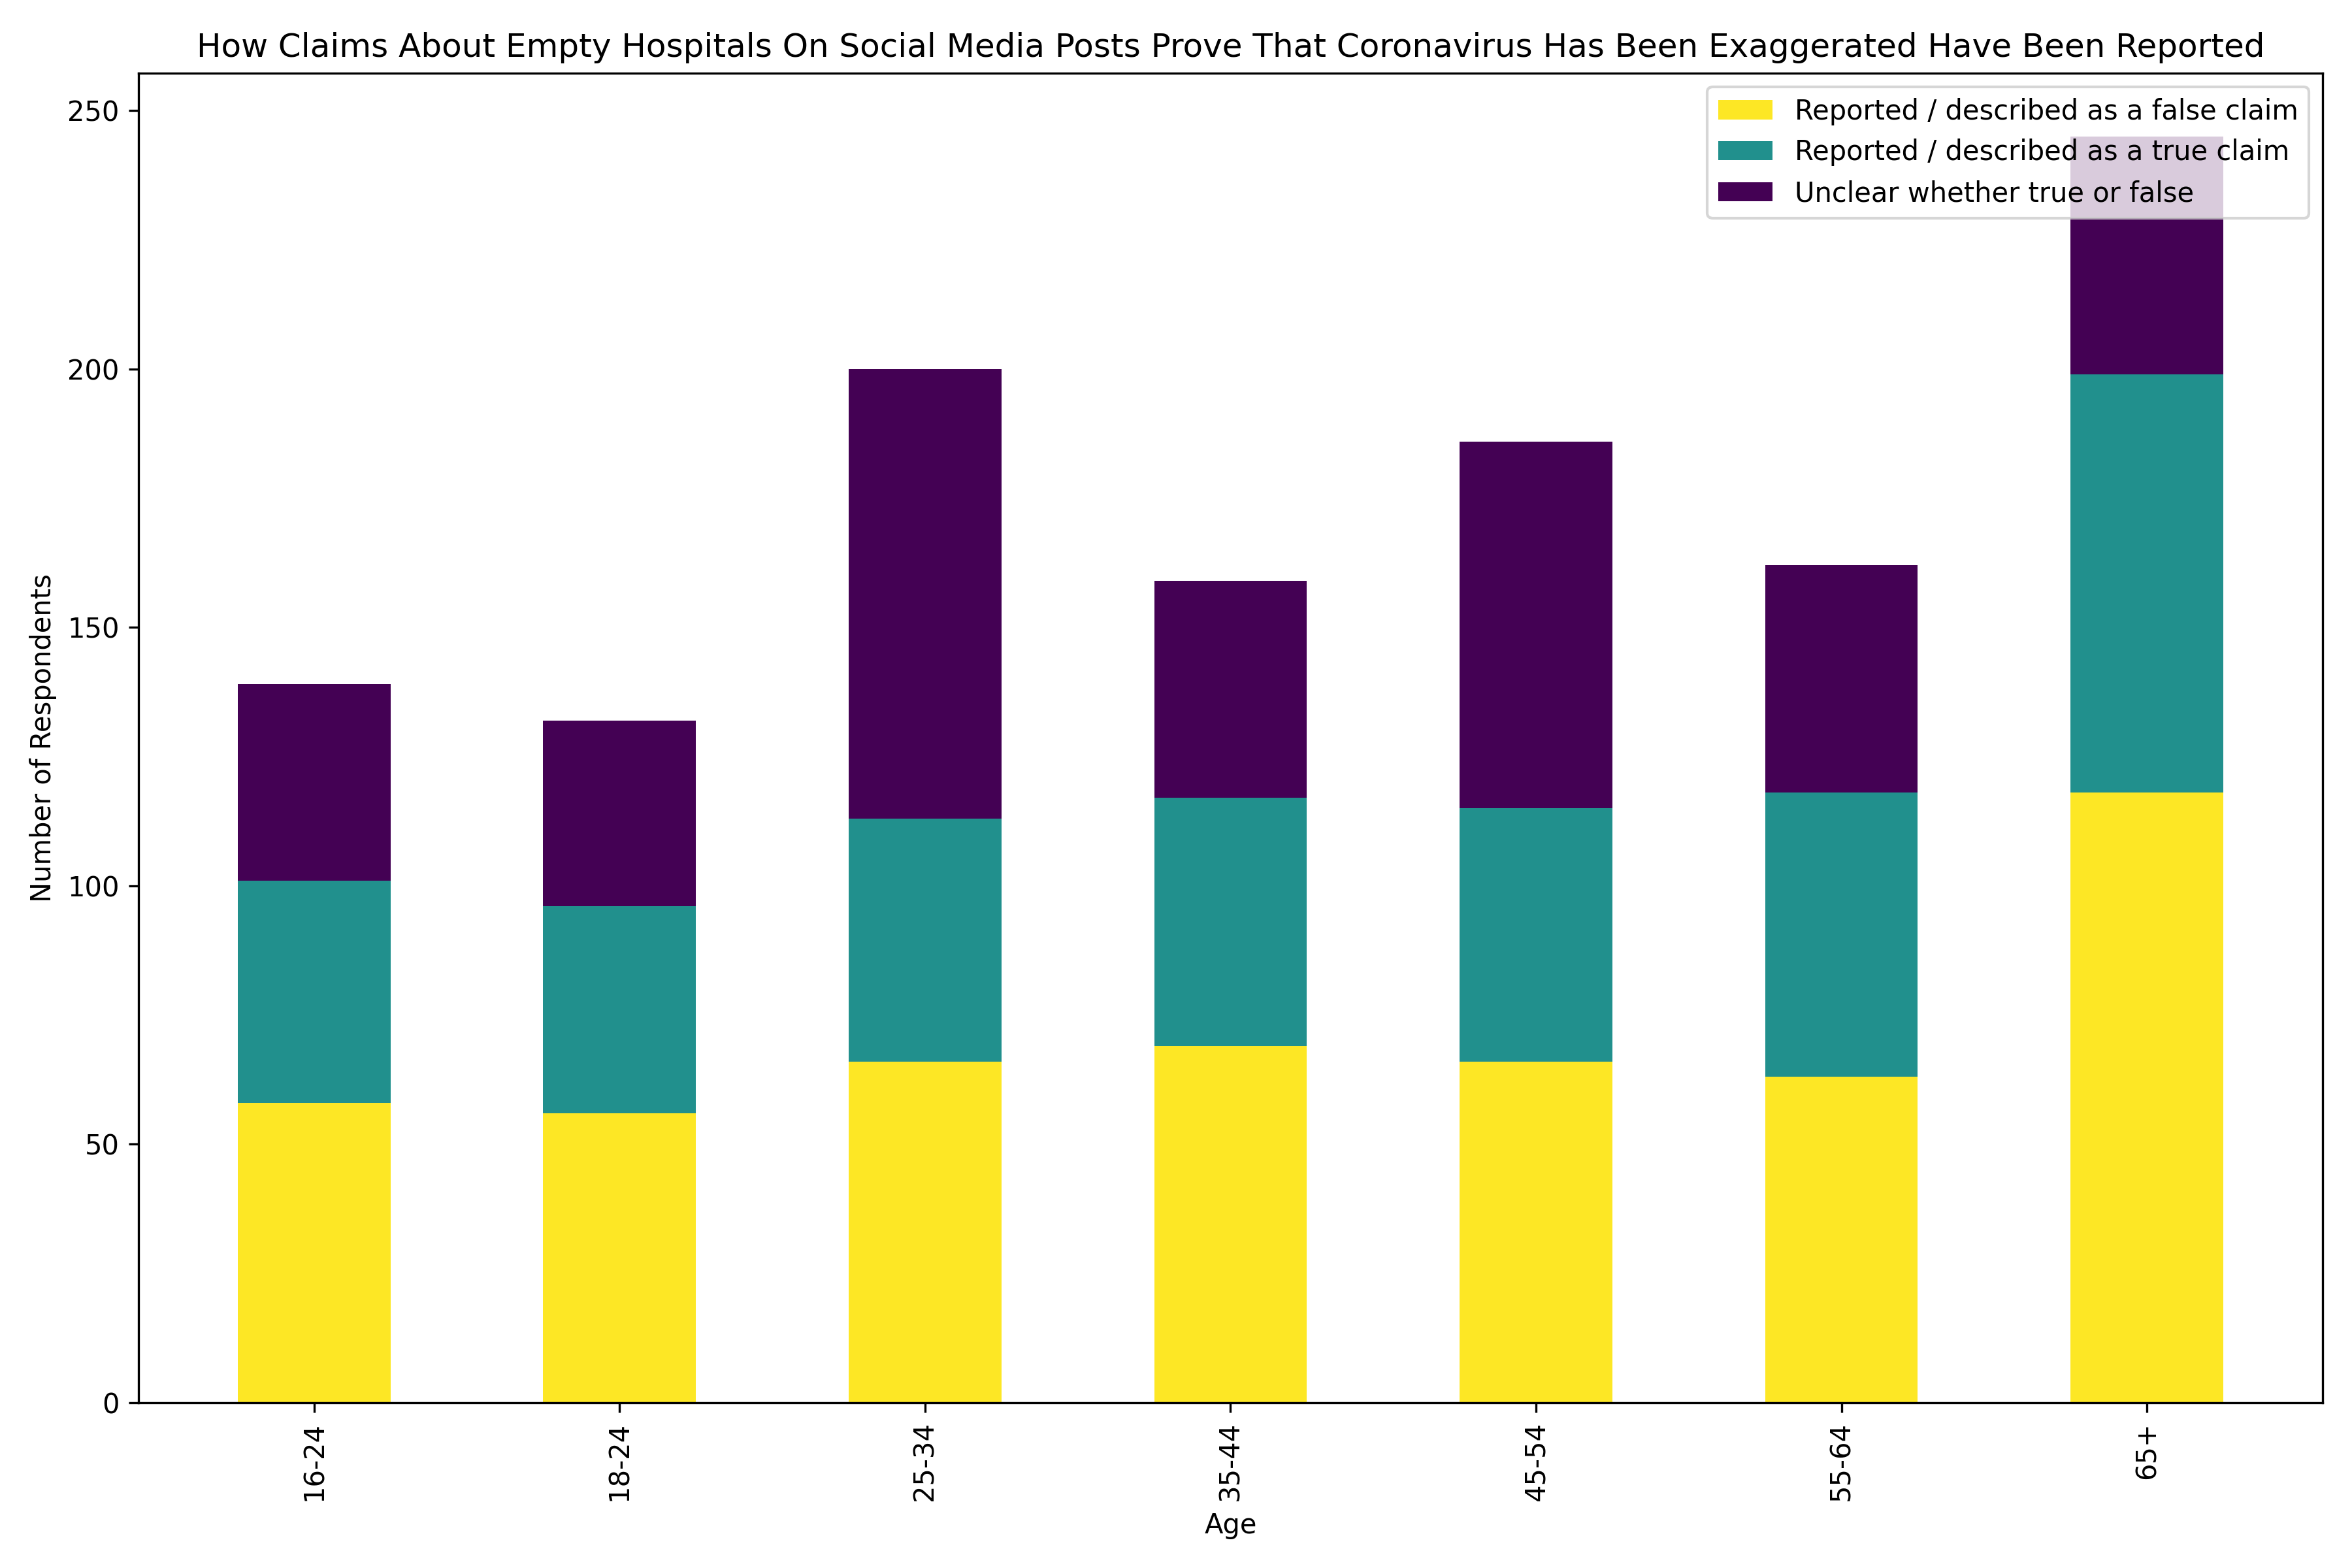 How Claims About Empty Hospitals On Social Media Posts Prove That Coronavirus Has Been Exaggerated Have Been Reported
Reported / described as a false claim
Reported / described as a true claim
Unclear whether true or false
Number of Respondents
250
200
150
100
50
0
16-24
18-24
25-34
35-44
45-54
55-64
65+
Age